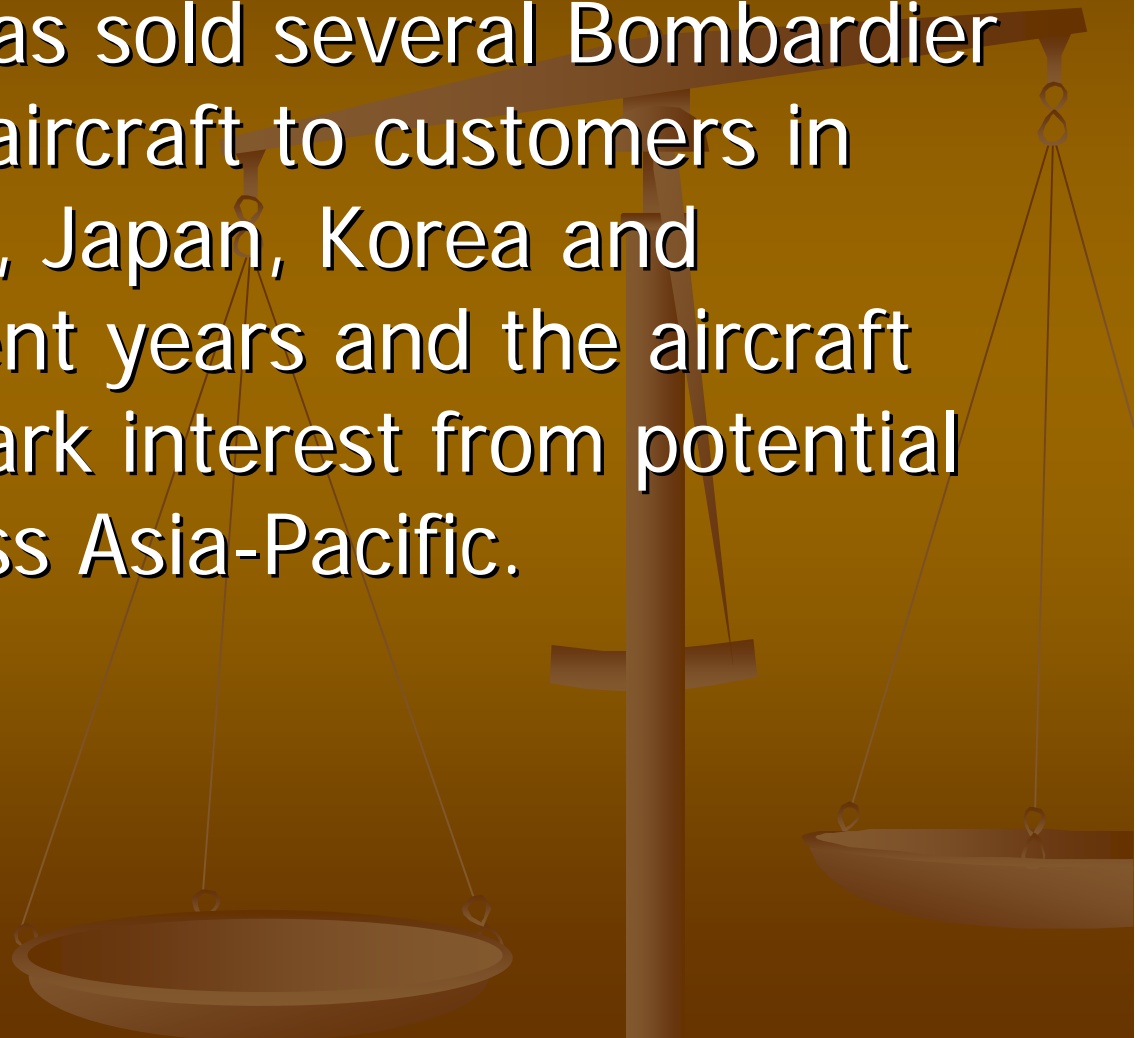 as sold several Bombardier
aircraft to customers in
, Japan, Korea and
ent years and the aircraft
ark interest from potential
ss Asia-Pacific.